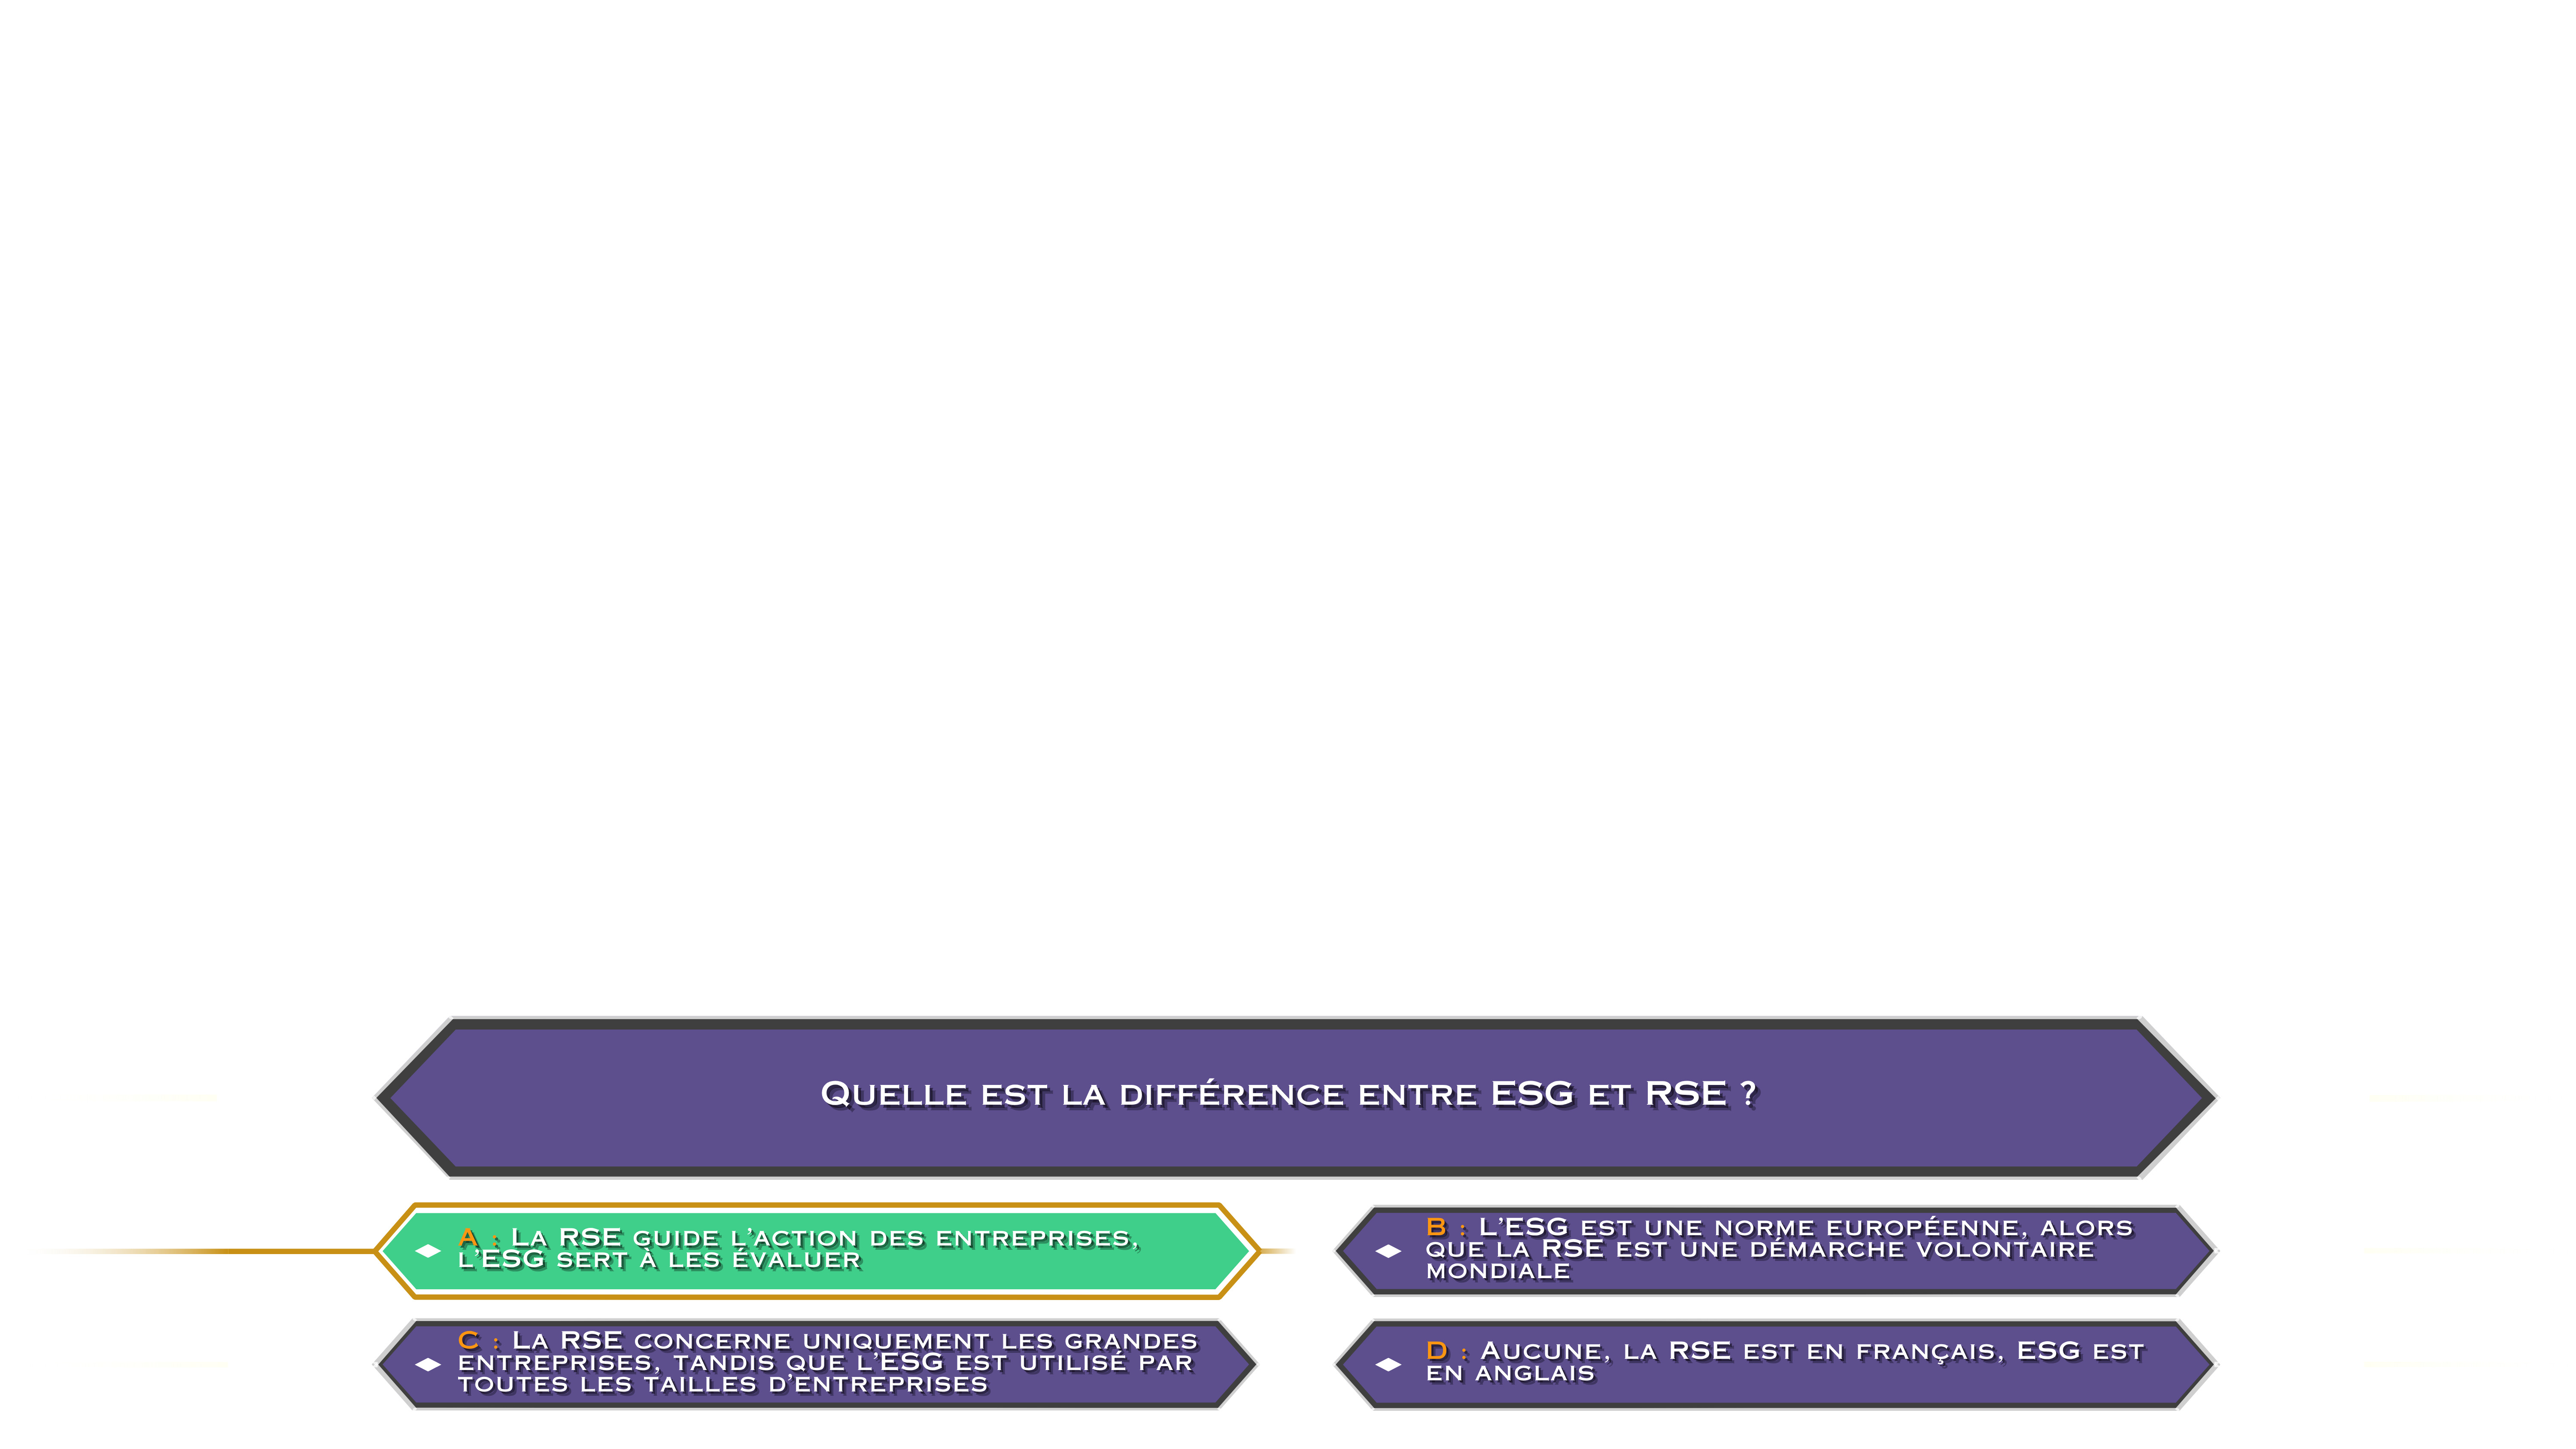 Quelle est la différence entre ESG et RSE ?
A : La RSE guide l'action des entreprises,
l'ESG sert à les évaluer
B : L'ESG est une norme européenne, alors
que la RSE est une démarche volontaire
mondiale
C : La RSE concerne uniquement les grandes
entreprises, tandis que l'ESG est utilisé par
toutes les tailles d'entreprises
D : Aucune, la RSE est en français, ESG est
en anglais